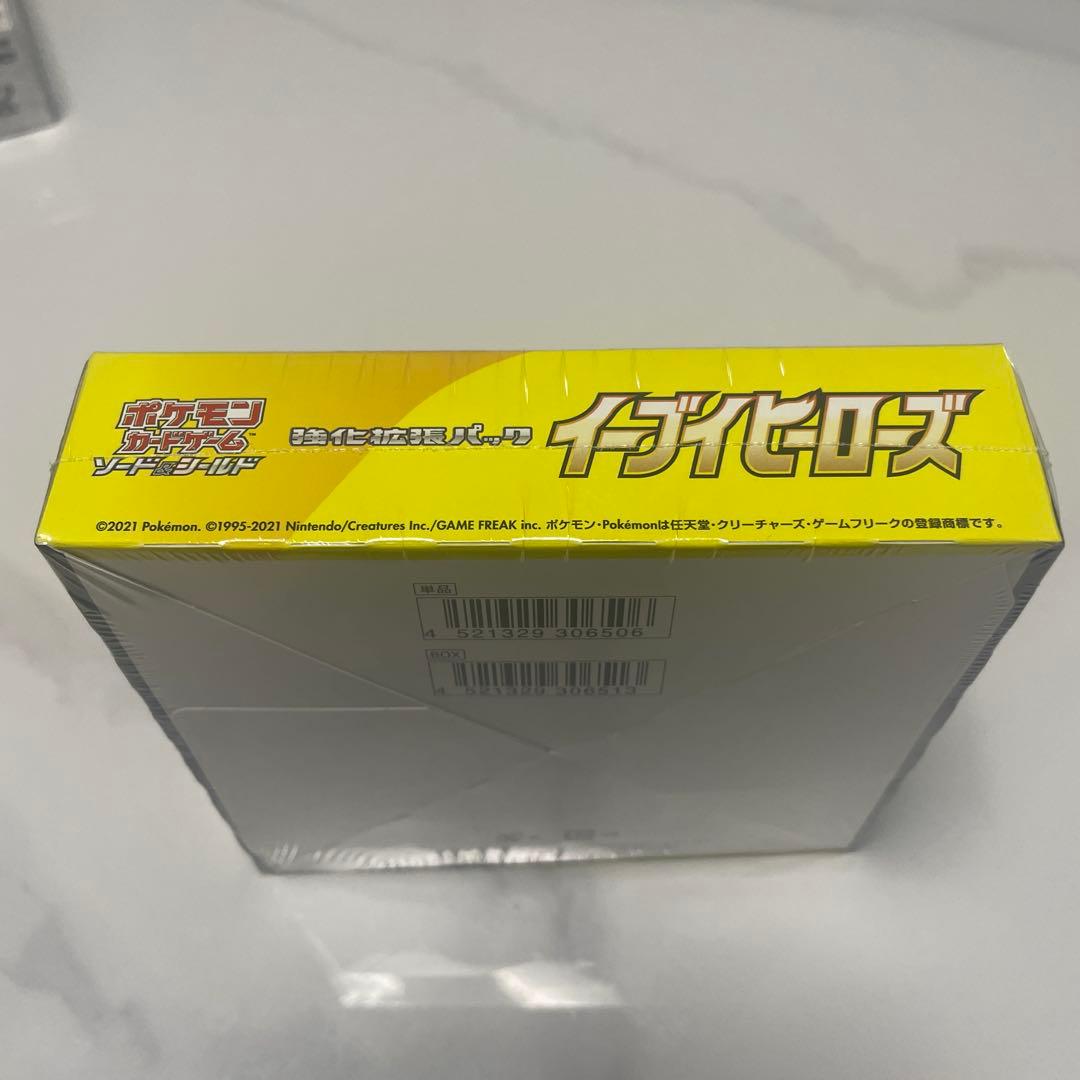 ポケモン
カードゲーム™
ソード&シールド
強化拡張パック
イーブイヒーローズ
©2021 Pokémon. ©1995-2021 Nintendo/Creatures Inc./GAME FREAK inc. ポケモン・Pokémonは任天堂・クリーチャーズ・ゲームフリークの登録商標です。
単品
4 521329 306506
BOX
4 521329 306513